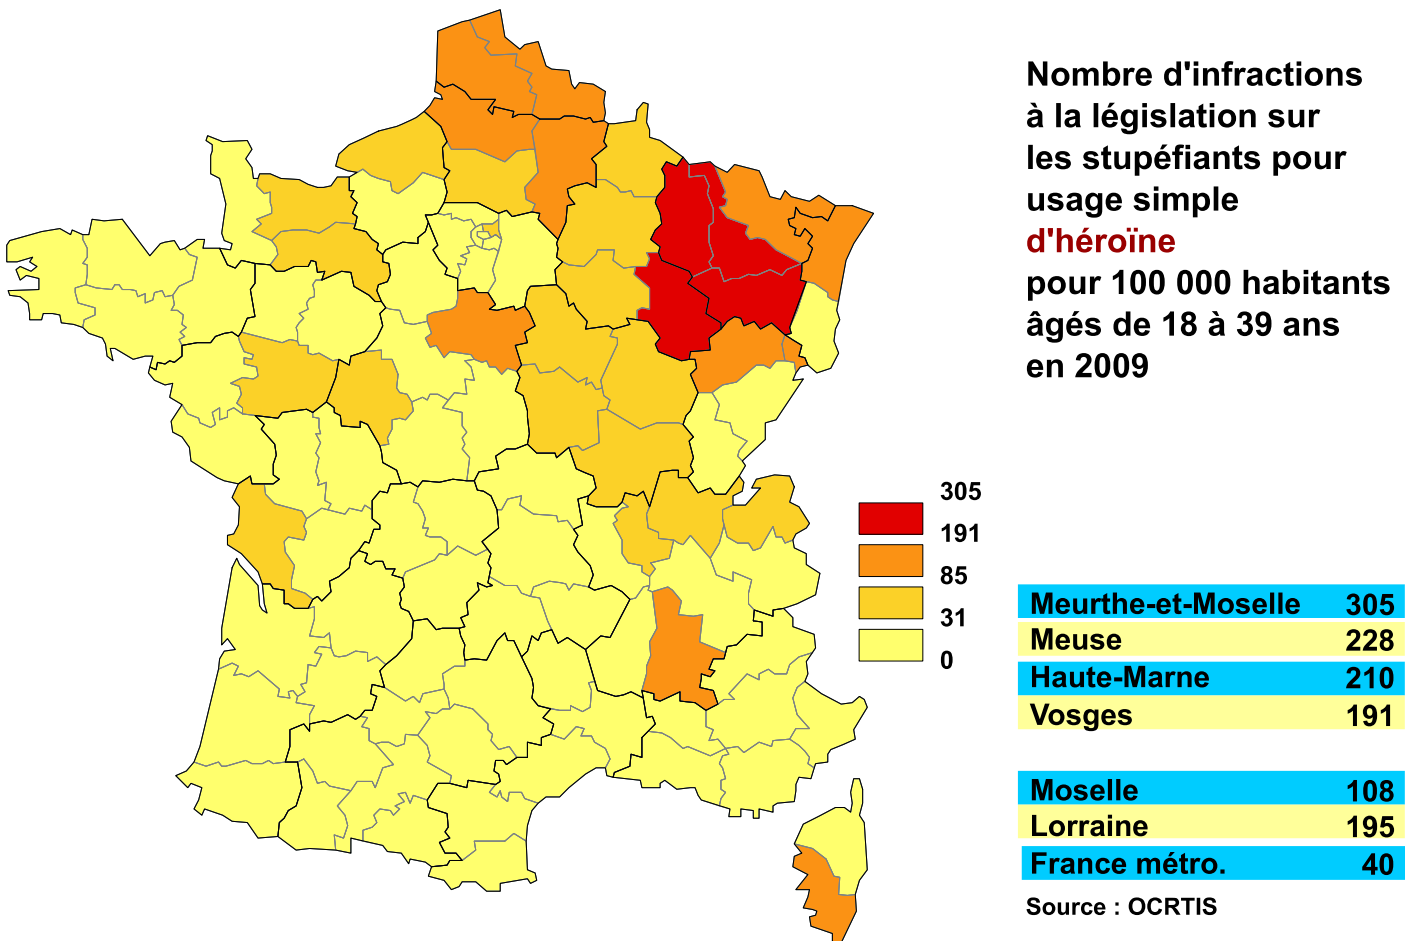 Nombre d'infractions
à la législation sur
les stupéfiants pour
usage simple
d'héroïne
pour 100 000 habitants
âgés de 18 à 39 ans
en 2009
305
191
85
31
0
Meurthe-et-Moselle 305
Meuse 228
Haute-Marne 210
Vosges 191
Moselle 108
Lorraine 195
France métro. 40
Source : OCRTIS